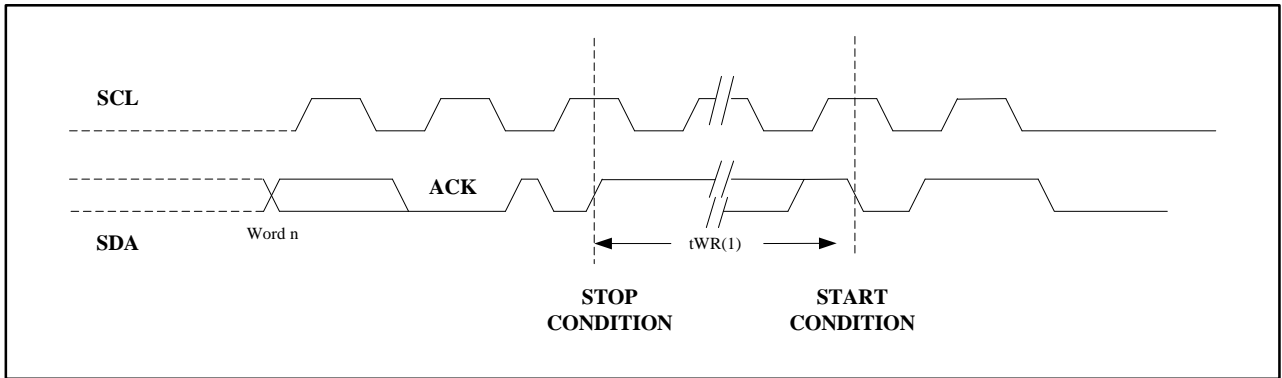 SCL
ACK
Word n
SDA
tWR(1)
STOP
CONDITION
START
CONDITION